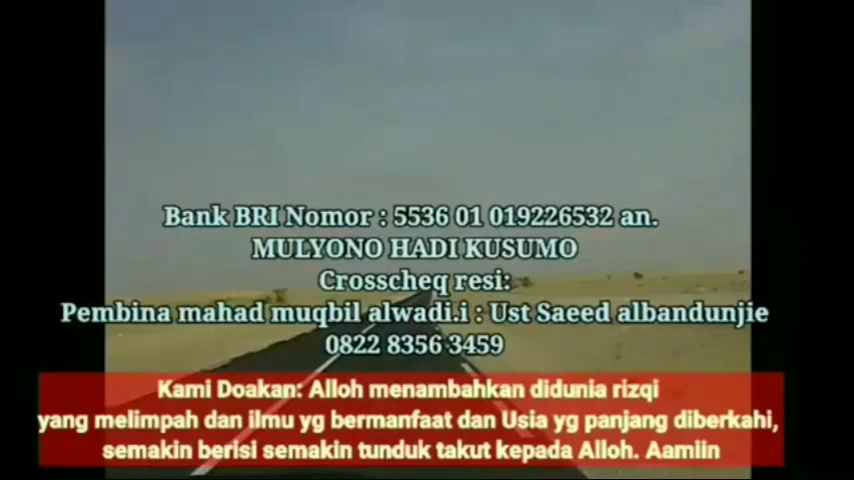 Bank BRI Nomor : 5536 01 019226532 an.
MULYONO HADI KUSUMO
Crosscheq resi:
Pembina mahad muqbil alwadi.i : Ust Saeed albandunjie
0822 8356 3459
Kami Doakan: Alloh menambahkan didunia rizqi
yang melimpah dan ilmu yg bermanfaat dan Usia yg panjang diberkahi,
semakin berisi semakin tunduk takut kepada Alloh. Aamiin